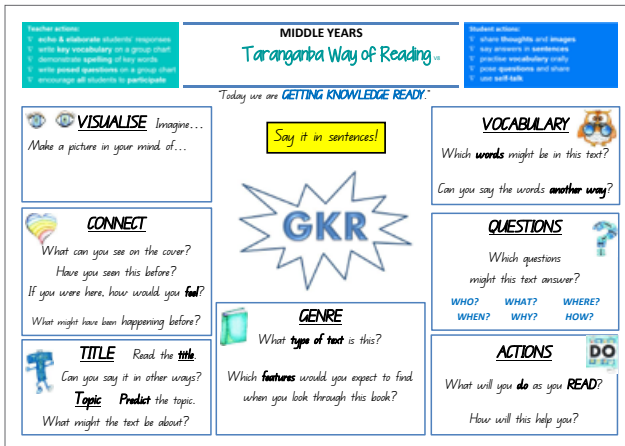 Teacher actions:
∇ echo & elaborate students' responses
∇ write key vocabulary on a group chart
∇ demonstrate spelling of key words
∇ write posed questions on a group chart
∇ encourage all students to participate
MIDDLE YEARS
Taranganba Way of Reading V8
Student actions:
∇ share thoughts and images
∇ say answers in sentences
∇ practise vocabulary orally
∇ pose questions and share
∇ use self-talk
"Today we are GETTING KNOWLEDGE READY."
VISUALISE Imagine...
Make a picture in your mind of...
Say it in sentences!
VOCABULARY
Which words might be in this text?
Can you say the words another way?
CONNECT
What can you see on the cover?
Have you seen this before?
If you were here, how would you feel?
What might have been happening before?
GKR
QUESTIONS
Which questions
might this text answer?
WHO? WHAT? WHERE?
WHEN? WHY? HOW?
TITLE Read the title.
Can you say it in other ways?
Topic Predict the topic.
What might the text be about?
GENRE
What type of text is this?
Which features would you expect to find
when you look through this book?
ACTIONS
DO
What will you do as you READ?
How will this help you?